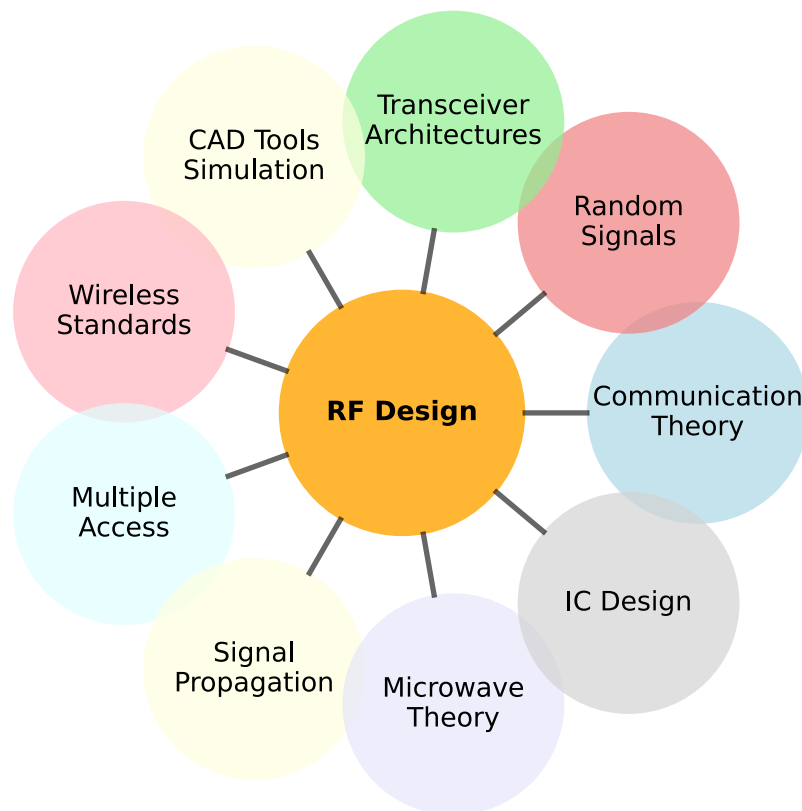 Transceiver
Architectures
CAD Tools
Simulation
Random
Signals
Wireless
Standards
Communication
Theory
RF Design
Multiple
Access
IC Design
Signal
Propagation
Microwave
Theory